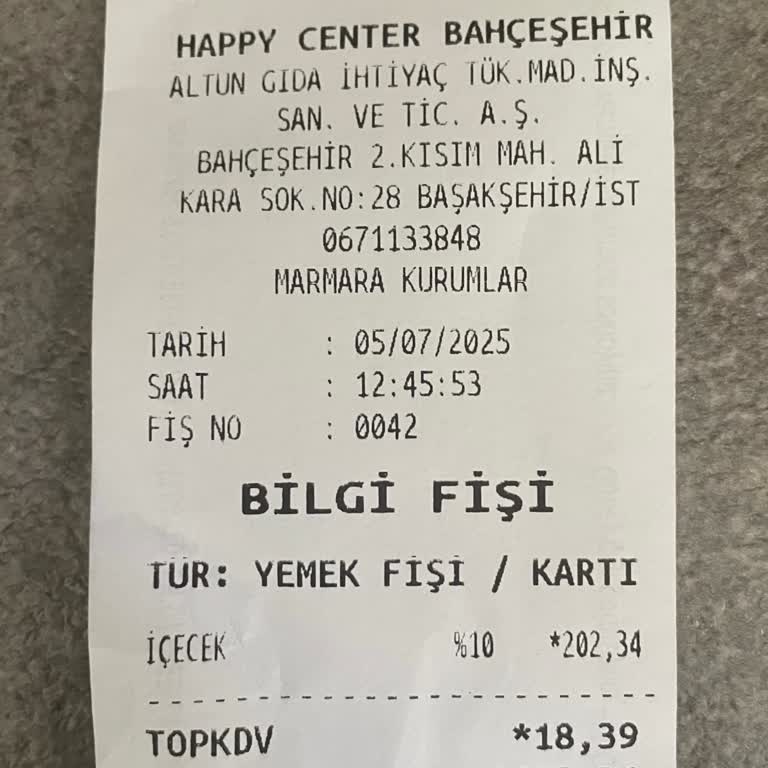 HAPPY CENTER BAHÇEŞEHİR
ALTUN GIDA İHTİYAÇ TÜK.MAD.İNŞ.
SAN. VE TİC. A.Ş.
BAHÇEŞEHİR 2.KISIM MAH. ALİ
KARA SOK.NO:28 BAŞAKŞEHİR/İST
0671133848
MARMARA KURUMLAR
TARİH : 05/07/2025
SAAT : 12:45:53
FİŞ NO : 0042
BİLGİ FİŞİ
TÜR: YEMEK FİŞİ / KARTI
İÇECEK %10 *202,34
TOPKDV *18,39